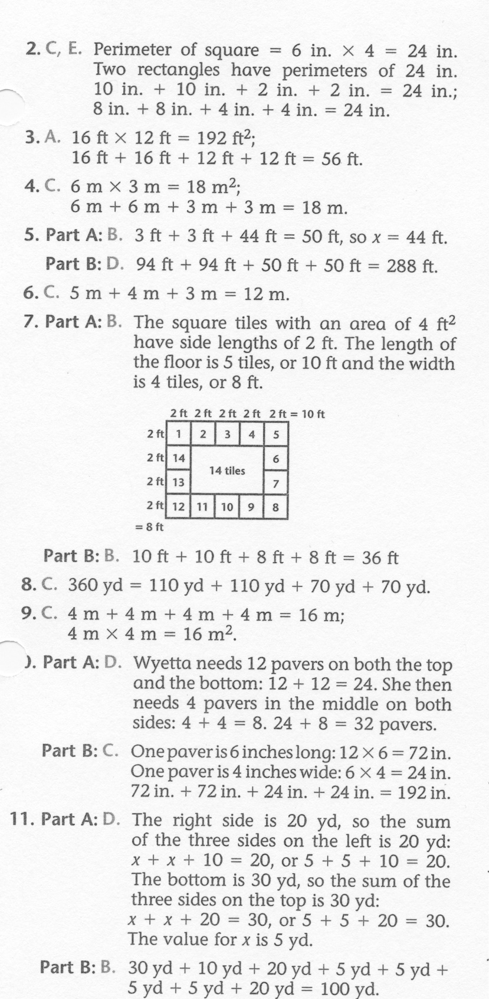 2. C, E. Perimeter of square = 6 in. × 4 = 24 in.
Two rectangles have perimeters of 24 in.
10 in. + 10 in. + 2 in. + 2 in. = 24 in.;
8 in. + 8 in. + 4 in. + 4 in. = 24 in.
3. A. 16 ft × 12 ft = 192 ft²;
16 ft + 16 ft + 12 ft + 12 ft = 56 ft.
4. C. 6 m × 3 m = 18 m²;
6 m + 6 m + 3 m + 3 m = 18 m.
5. Part A: B. 3 ft + 3 ft + 44 ft = 50 ft, so x = 44 ft.
Part B: D. 94 ft + 94 ft + 50 ft + 50 ft = 288 ft.
6. C. 5 m + 4 m + 3 m = 12 m.
7. Part A: B. The square tiles with an area of 4 ft²
have side lengths of 2 ft. The length of
the floor is 5 tiles, or 10 ft and the width
is 4 tiles, or 8 ft.
2 ft 2 ft 2 ft 2 ft 2 ft = 10 ft
2 ft 1 2 3 4 5
2 ft 14 6
14 tiles
2 ft 13 7
2 ft 12 11 10 9 8
= 8 ft
Part B: B. 10 ft + 10 ft + 8 ft + 8 ft = 36 ft
8. C. 360 yd = 110 yd + 110 yd + 70 yd + 70 yd.
9. C. 4 m + 4 m + 4 m + 4 m = 16 m;
4 m × 4 m = 16 m².
). Part A: D. Wyetta needs 12 pavers on both the top
and the bottom: 12 + 12 = 24. She then
needs 4 pavers in the middle on both
sides: 4 + 4 = 8. 24 + 8 = 32 pavers.
Part B: C. One paver is 6 inches long: 12 × 6 = 72 in.
One paver is 4 inches wide: 6 × 4 = 24 in.
72 in. + 72 in. + 24 in. + 24 in. = 192 in.
11. Part A: D. The right side is 20 yd, so the sum
of the three sides on the left is 20 yd:
x + x + 10 = 20, or 5 + 5 + 10 = 20.
The bottom is 30 yd, so the sum of the
three sides on the top is 30 yd:
x + x + 20 = 30, or 5 + 5 + 20 = 30.
The value for x is 5 yd.
Part B: B. 30 yd + 10 yd + 20 yd + 5 yd + 5 yd +
5 yd + 5 yd + 20 yd = 100 yd.